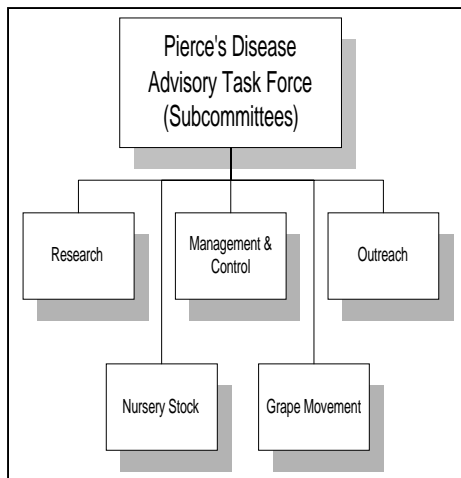 Pierce's Disease
Advisory Task Force
(Subcommittees)
Research
Management &
Control
Outreach
Nursery Stock
Grape Movement